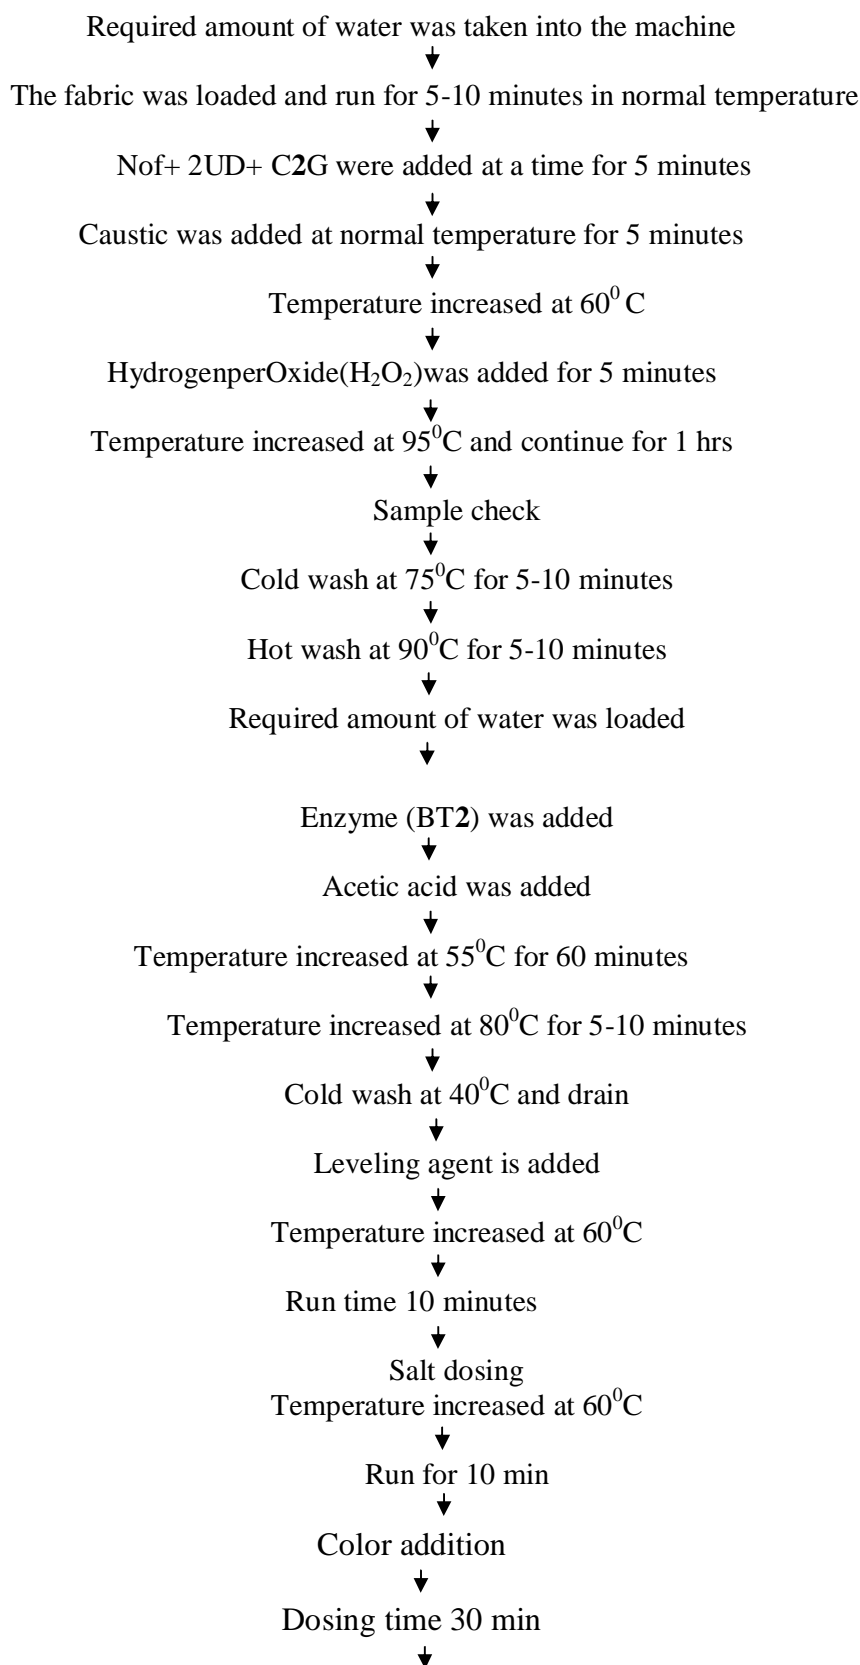 Required amount of water was taken into the machine
The fabric was loaded and run for 5-10 minutes in normal temperature
Nof+ 2UD+ C2G were added at a time for 5 minutes
Caustic was added at normal temperature for 5 minutes
Temperature increased at 60⁰ C
HydrogenperOxide(H₂O₂)was added for 5 minutes
Temperature increased at 95⁰C and continue for 1 hrs
Sample check
Cold wash at 75⁰C for 5-10 minutes
Hot wash at 90⁰C for 5-10 minutes
Required amount of water was loaded
Enzyme (BT2) was added
Acetic acid was added
Temperature increased at 55⁰C for 60 minutes
Temperature increased at 80⁰C for 5-10 minutes
Cold wash at 40⁰C and drain
Leveling agent is added
Temperature increased at 60⁰C
Run time 10 minutes
Salt dosing
Temperature increased at 60⁰C
Run for 10 min
Color addition
Dosing time 30 min